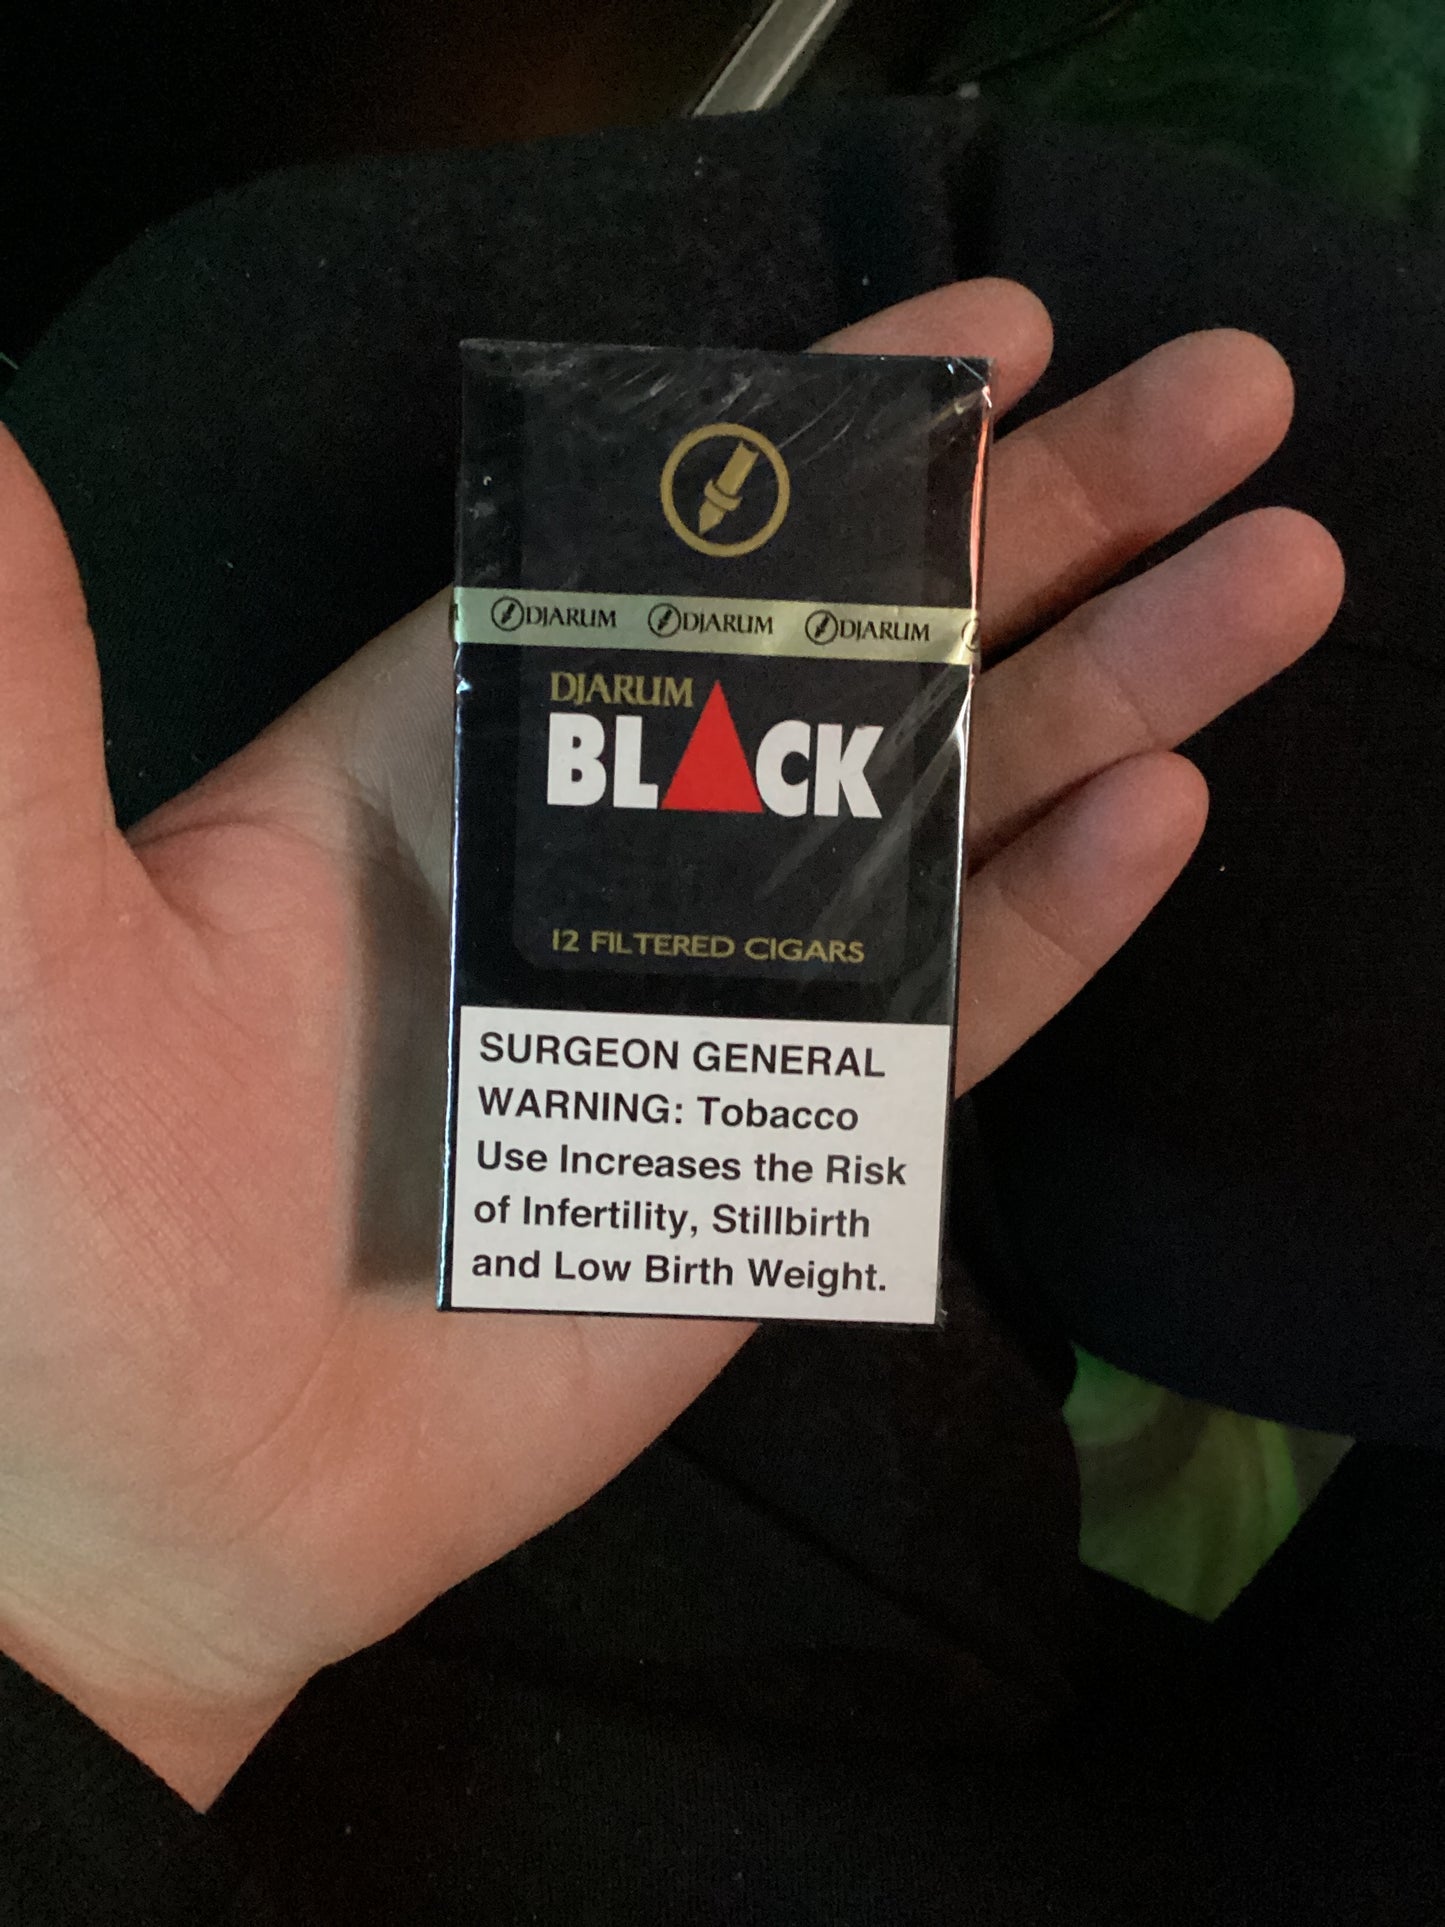 DJARUM DJARUM DJARUM
DJARUM
BLACK
12 FILTERED CIGARS
SURGEON GENERAL
WARNING: Tobacco
Use Increases the Risk
of Infertility, Stillbirth
and Low Birth Weight.